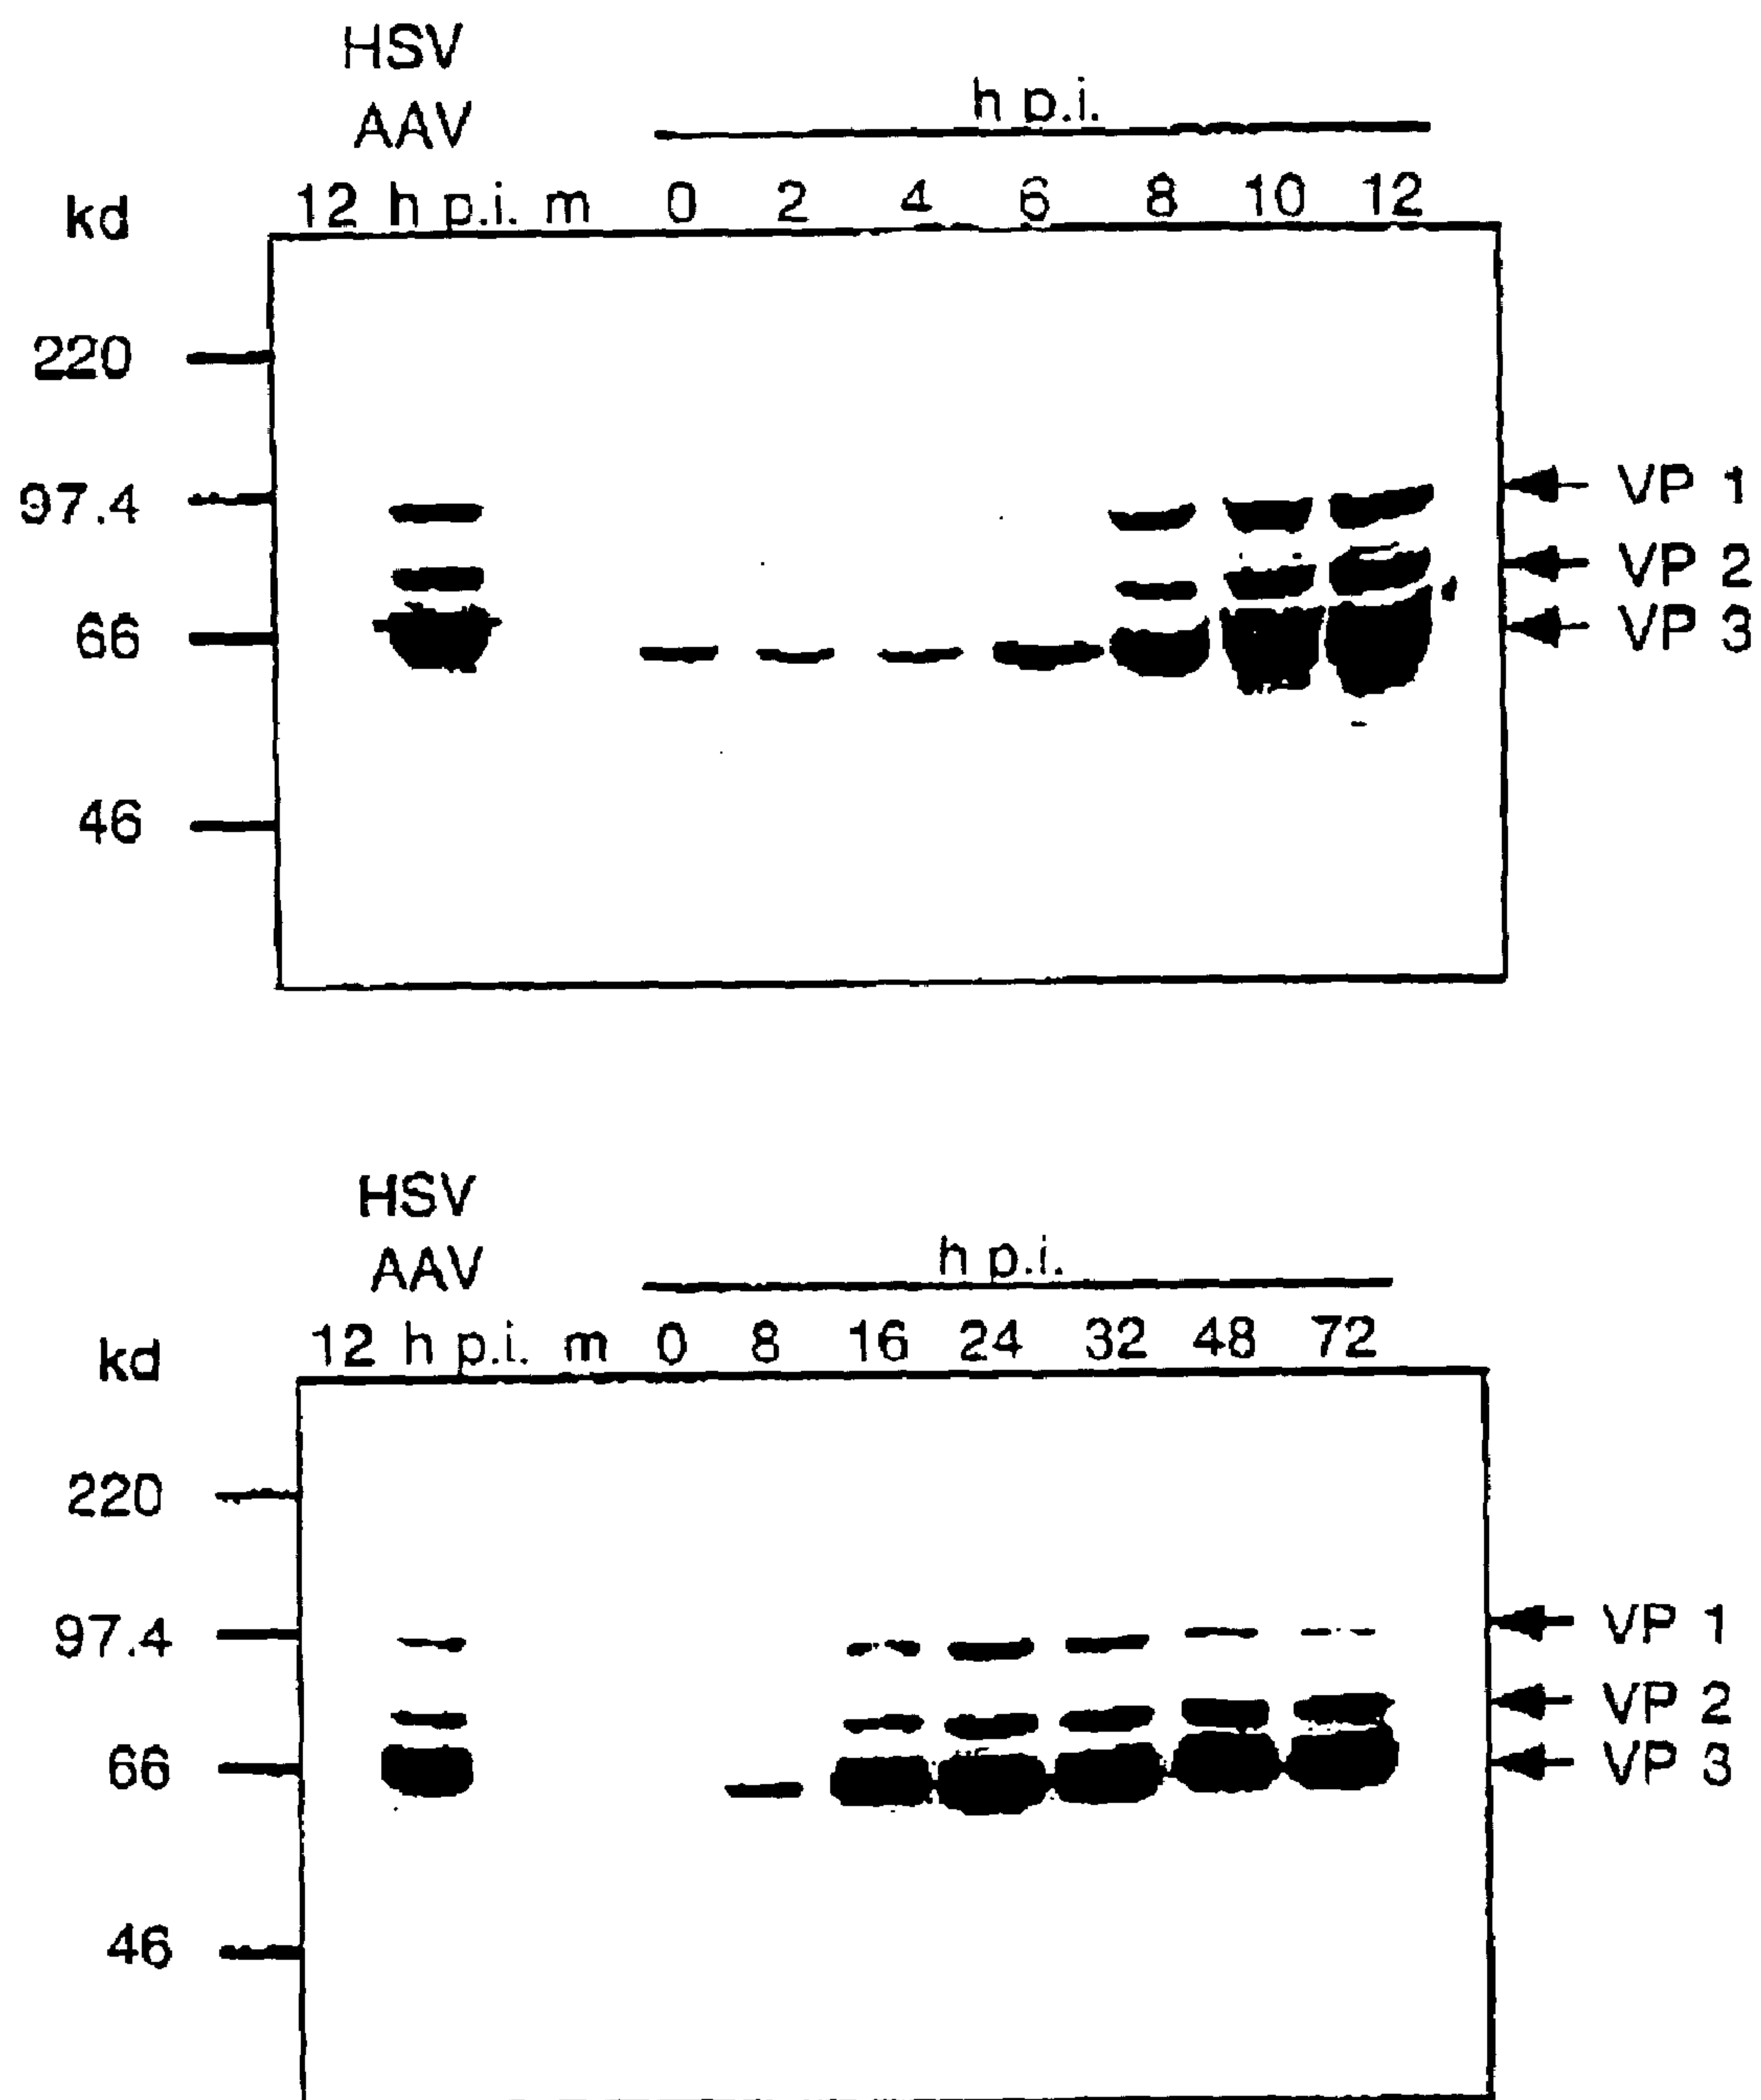 HSV
AAV
h p.i.
kd 12 h p.i. m 0 2 4 6 8 10 12
220
97.4
66
46
VP 1
VP 2
VP 3
HSV
AAV
h p.i.
kd 12 h p.i. m 0 8 16 24 32 48 72
220
97.4
66
46
VP 1
VP 2
VP 3